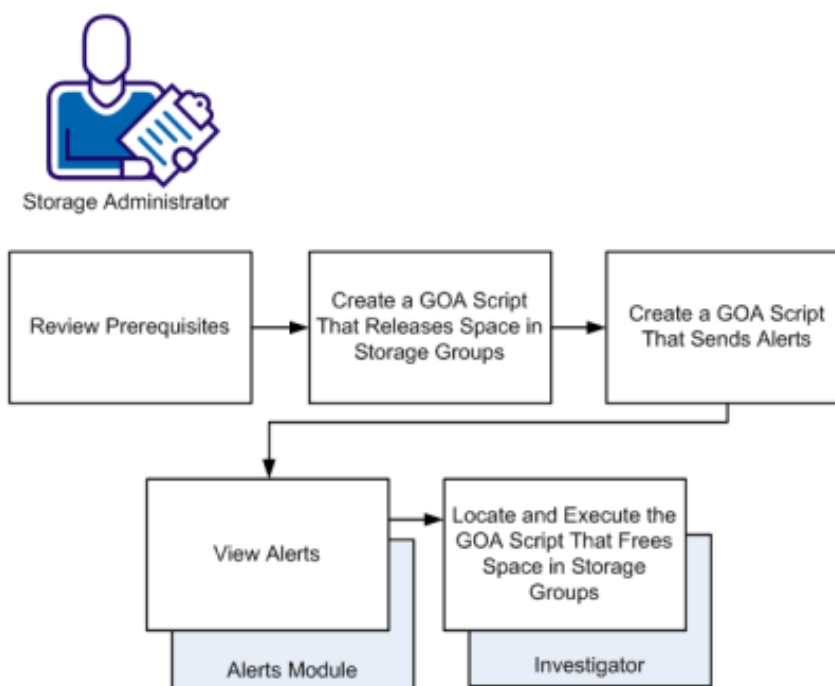 Storage Administrator
Review Prerequisites
Create a GOA Script
That Releases Space in
Storage Groups
Create a GOA Script
That Sends Alerts
View Alerts
Alerts Module
Locate and Execute the
GOA Script That Frees
Space in Storage
Groups
Investigator